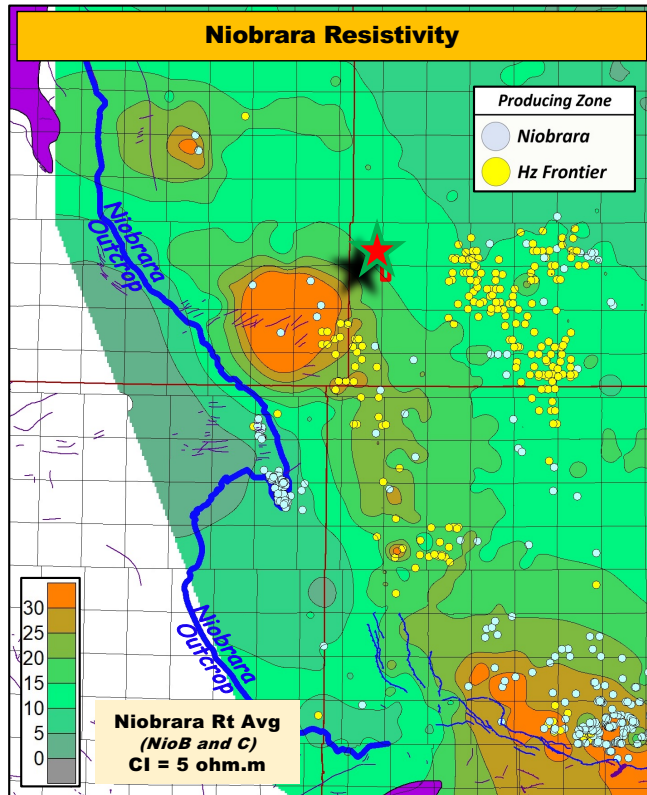 Niobrara Resistivity
Producing Zone
Niobrara
Hz Frontier
Niobrara
Outcrop
Niobrara
Outcrop
30
25
20
15
10
5
0
Niobrara Rt Avg
(NioB and C)
CI = 5 ohm.m